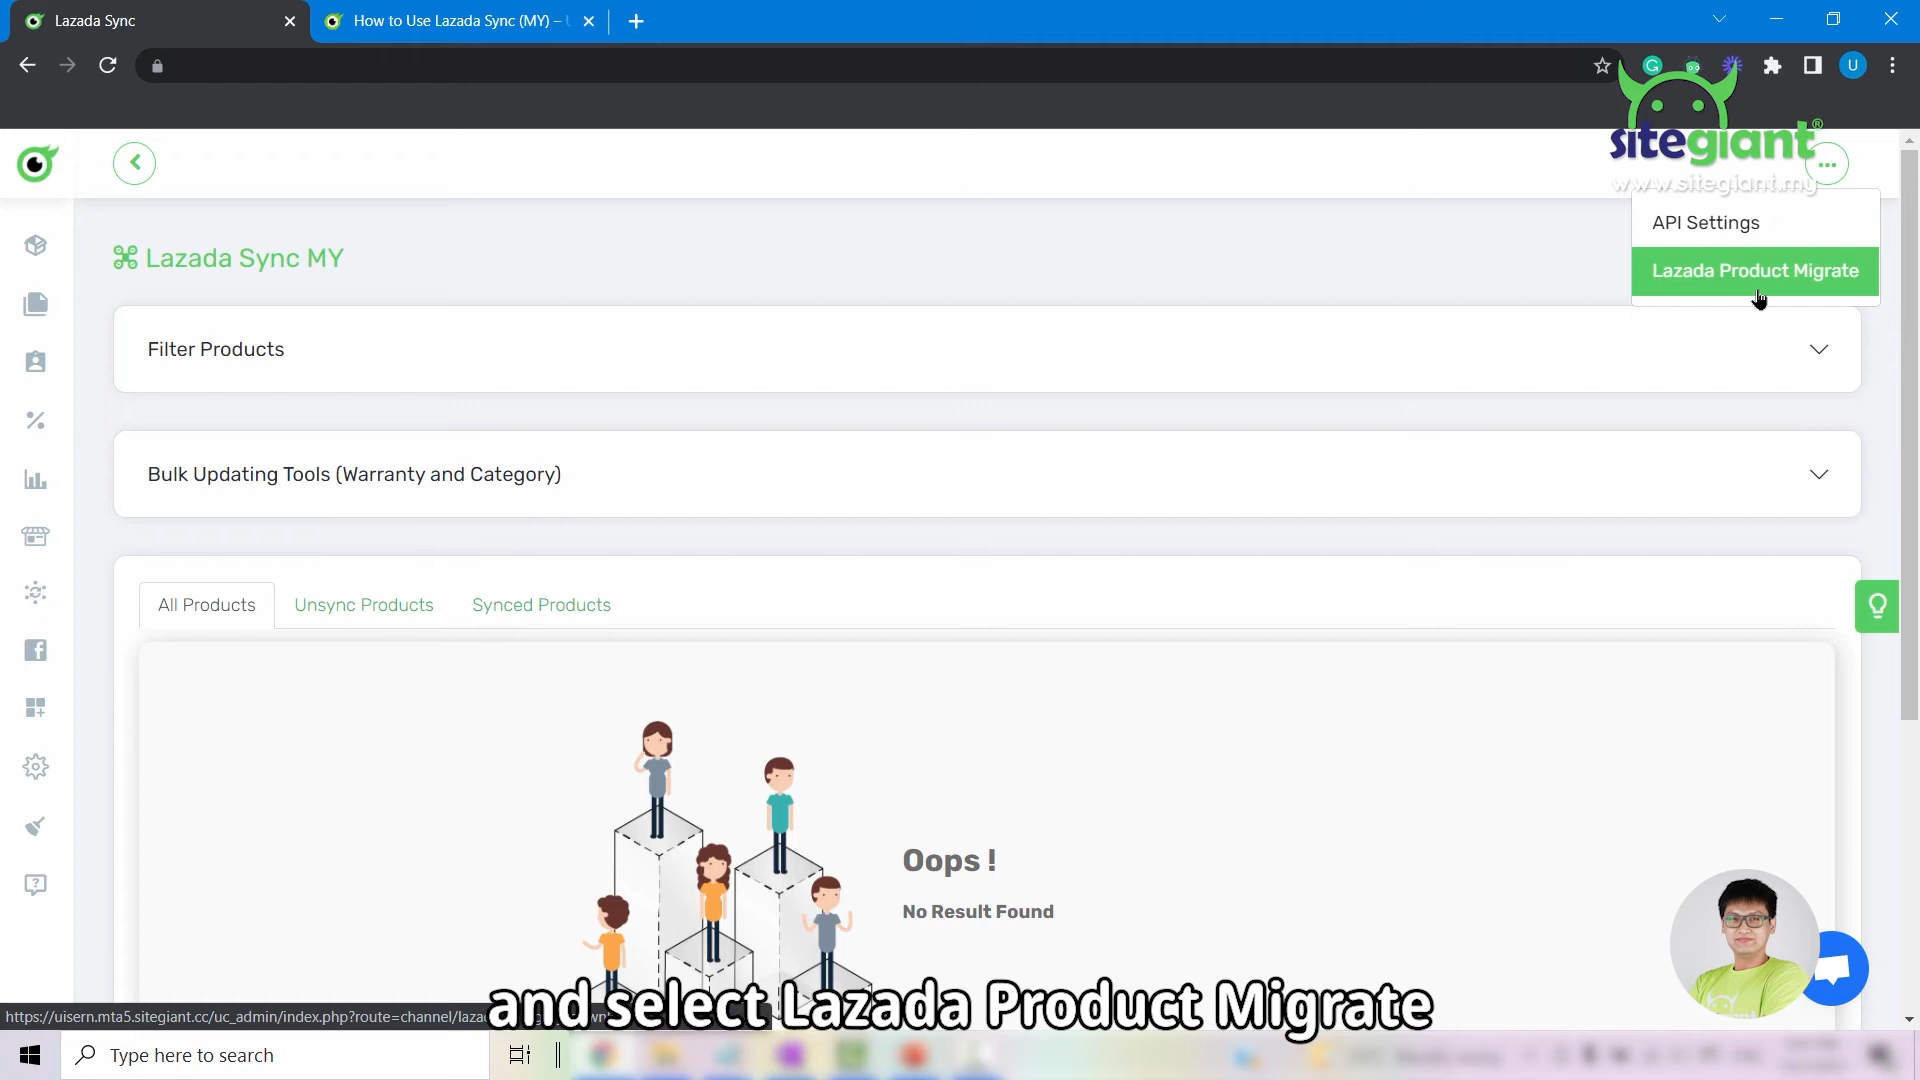 Lazada Sync
How to Use Lazada Sync (MY) –
U
sitegiant®
www.sitegiant.my
API Settings
Lazada Product Migrate
Lazada Sync MY
Filter Products
Bulk Updating Tools (Warranty and Category)
All Products
Unsync Products
Synced Products
Oops !
No Result Found
and select Lazada Product Migrate
https://uisern.mta5.sitegiant.cc/uc_admin/index.php?route=channel/laza
Type here to search